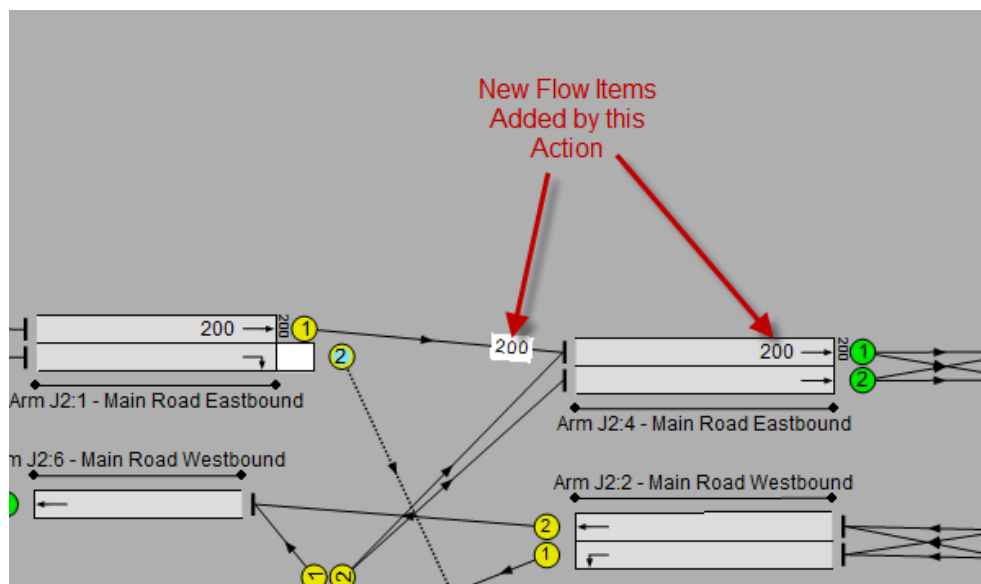 New Flow Items
Added by this
Action
200
200
1
2
200
200
200
1
2
Arm J2:1 - Main Road Eastbound
Arm J2:4 - Main Road Eastbound
m J2:6 - Main Road Westbound
Arm J2:2 - Main Road Westbound
2
1
1
2